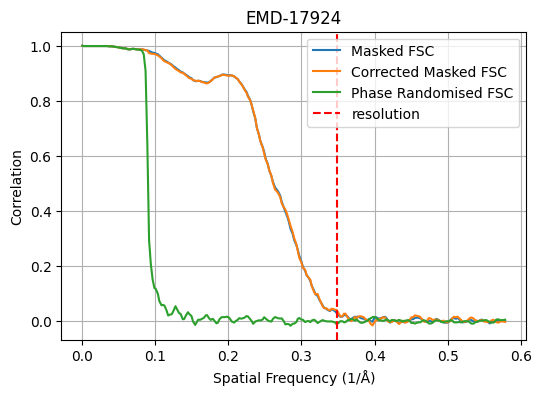 EMD-17924
Masked FSC
Corrected Masked FSC
Phase Randomised FSC
resolution
Correlation
1.0
0.8
0.6
0.4
0.2
0.0
0.0 0.1 0.2 0.3 0.4 0.5 0.6
Spatial Frequency (1/Å)